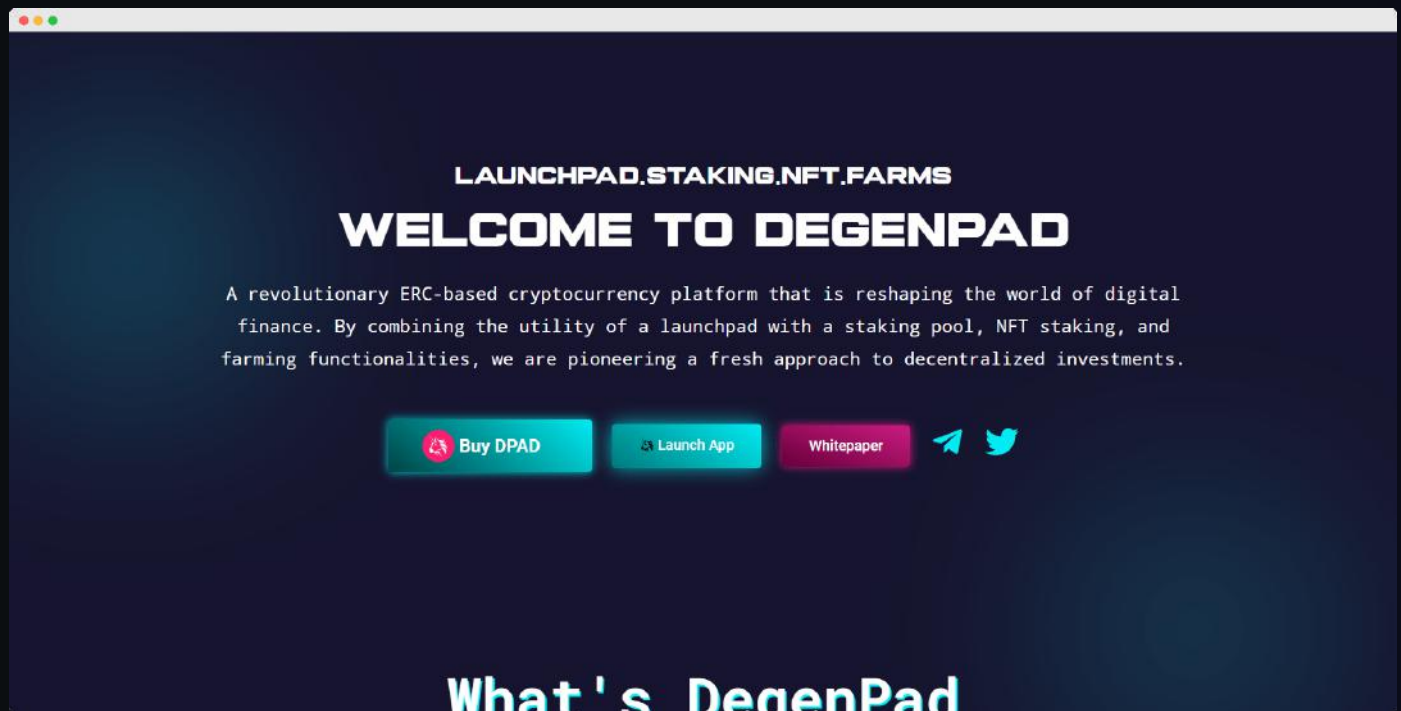 LAUNCHPAD.STAKING.NFT.FARMS
WELCOME TO DEGENPAD
A revolutionary ERC-based cryptocurrency platform that is reshaping the world of digital
finance. By combining the utility of a launchpad with a staking pool, NFT staking, and
farming functionalities, we are pioneering a fresh approach to decentralized investments.
Buy DPAD
Launch App
Whitepaper
What's DegenPad